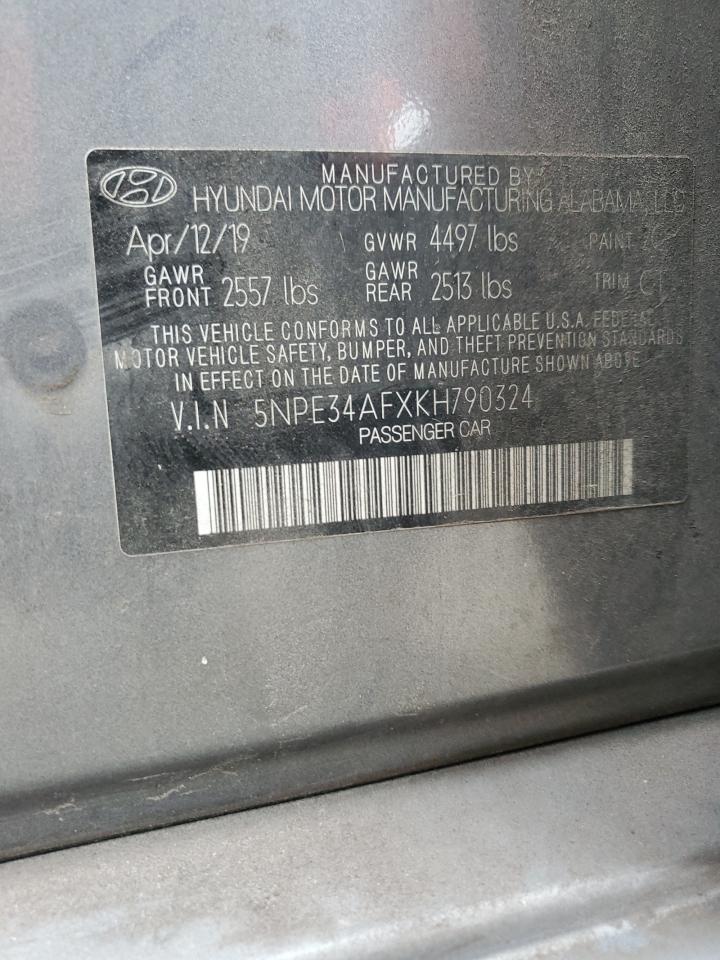 MANUFACTURED BY
HYUNDAI MOTOR MANUFACTURING ALABAMA, LLC
Apr/12/19 GVWR 4497 lbs PAINT
GAWR FRONT 2557 lbs GAWR REAR 2513 lbs TRIM
THIS VEHICLE CONFORMS TO ALL APPLICABLE U.S.A. FEDERAL
MOTOR VEHICLE SAFETY, BUMPER, AND THEFT PREVENTION STANDARDS
IN EFFECT ON THE DATE OF MANUFACTURE SHOWN ABOVE
V.I.N 5NPE34AFXKH790324
PASSENGER CAR